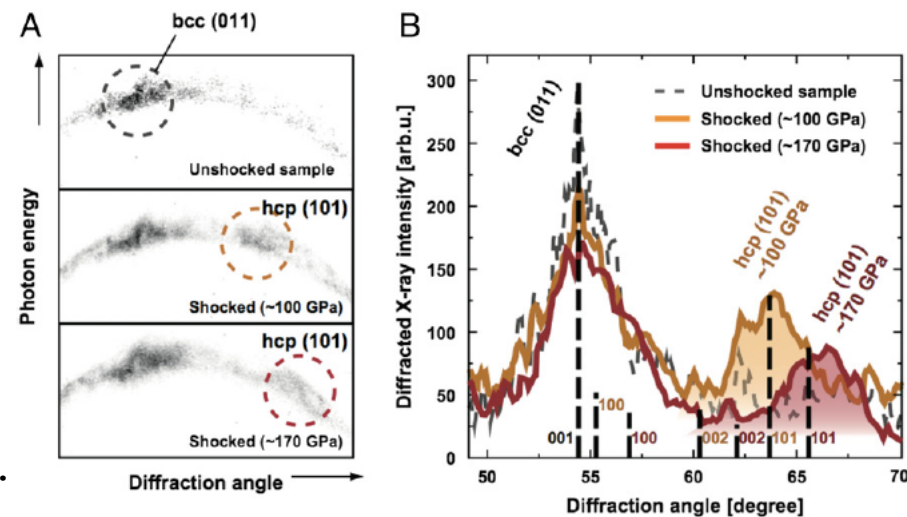 A
bcc (011)
Photon energy
Unshocked sample
hcp (101)
Shocked (~100 GPa)
hcp (101)
Shocked (~170 GPa)
Diffraction angle
B
Diffracted X-ray intensity [arb.u.]
300
250
200
150
100
50
0
bcc (011)
Unshocked sample
Shocked (~100 GPa)
Shocked (~170 GPa)
hcp (101)
~100 GPa
hcp (101)
~170 GPa
001
100
100
002
002
101
101
50
55
60
65
70
Diffraction angle [degree]